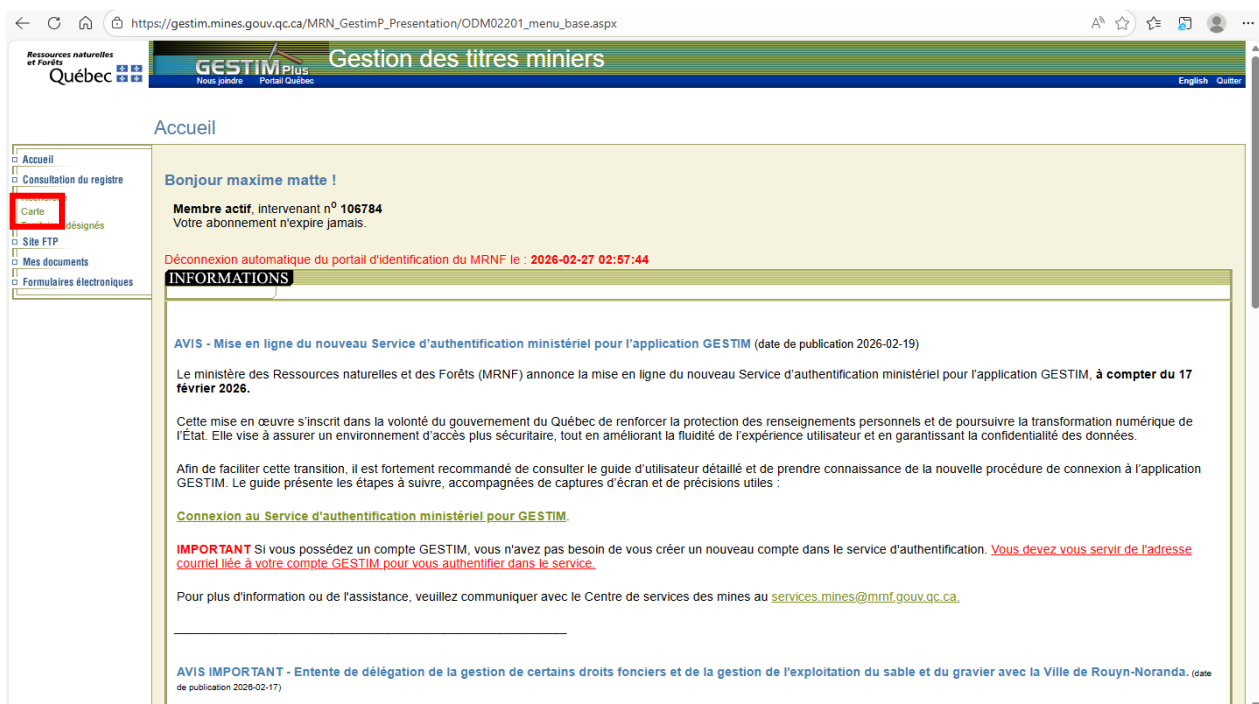 https://gestim.mines.gouv.qc.ca/MRN_GestimP_Presentation/ODM02201_menu_base.aspx
Ressources naturelles
et Forêts
Québec
GESTIM Plus
Gestion des titres miniers
Nous joindre Portail Québec
English Quitter
Accueil
Accueil
Consultation du registre
Carte
désignés
Site FTP
Mes documents
Formulaires électroniques
Bonjour maxime matte !
Membre actif, intervenant nº 106784
Votre abonnement n'expire jamais.
Déconnexion automatique du portail d'identification du MRNF le : 2026-02-27 02:57:44
INFORMATIONS
AVIS - Mise en ligne du nouveau Service d'authentification ministériel pour l'application GESTIM (date de publication 2026-02-19)
Le ministère des Ressources naturelles et des Forêts (MRNF) annonce la mise en ligne du nouveau Service d'authentification ministériel pour l'application GESTIM, à compter du 17
février 2026.
Cette mise en œuvre s'inscrit dans la volonté du gouvernement du Québec de renforcer la protection des renseignements personnels et de poursuivre la transformation numérique de
l'État. Elle vise à assurer un environnement d'accès plus sécuritaire, tout en améliorant la fluidité de l'expérience utilisateur et en garantissant la confidentialité des données.
Afin de faciliter cette transition, il est fortement recommandé de consulter le guide d'utilisateur détaillé et de prendre connaissance de la nouvelle procédure de connexion à l'application
GESTIM. Le guide présente les étapes à suivre, accompagnées de captures d'écran et de précisions utiles :
Connexion au Service d'authentification ministériel pour GESTIM.
IMPORTANT Si vous possédez un compte GESTIM, vous n'avez pas besoin de vous créer un nouveau compte dans le service d'authentification. Vous devez vous servir de l'adresse
courriel liée à votre compte GESTIM pour vous authentifier dans le service.
Pour plus d'information ou de l'assistance, veuillez communiquer avec le Centre de services des mines au services.mines@mrnf.gouv.qc.ca.
AVIS IMPORTANT - Entente de délégation de la gestion de certains droits fonciers et de la gestion de l'exploitation du sable et du gravier avec la Ville de Rouyn-Noranda. (date
de publication 2026-02-17)